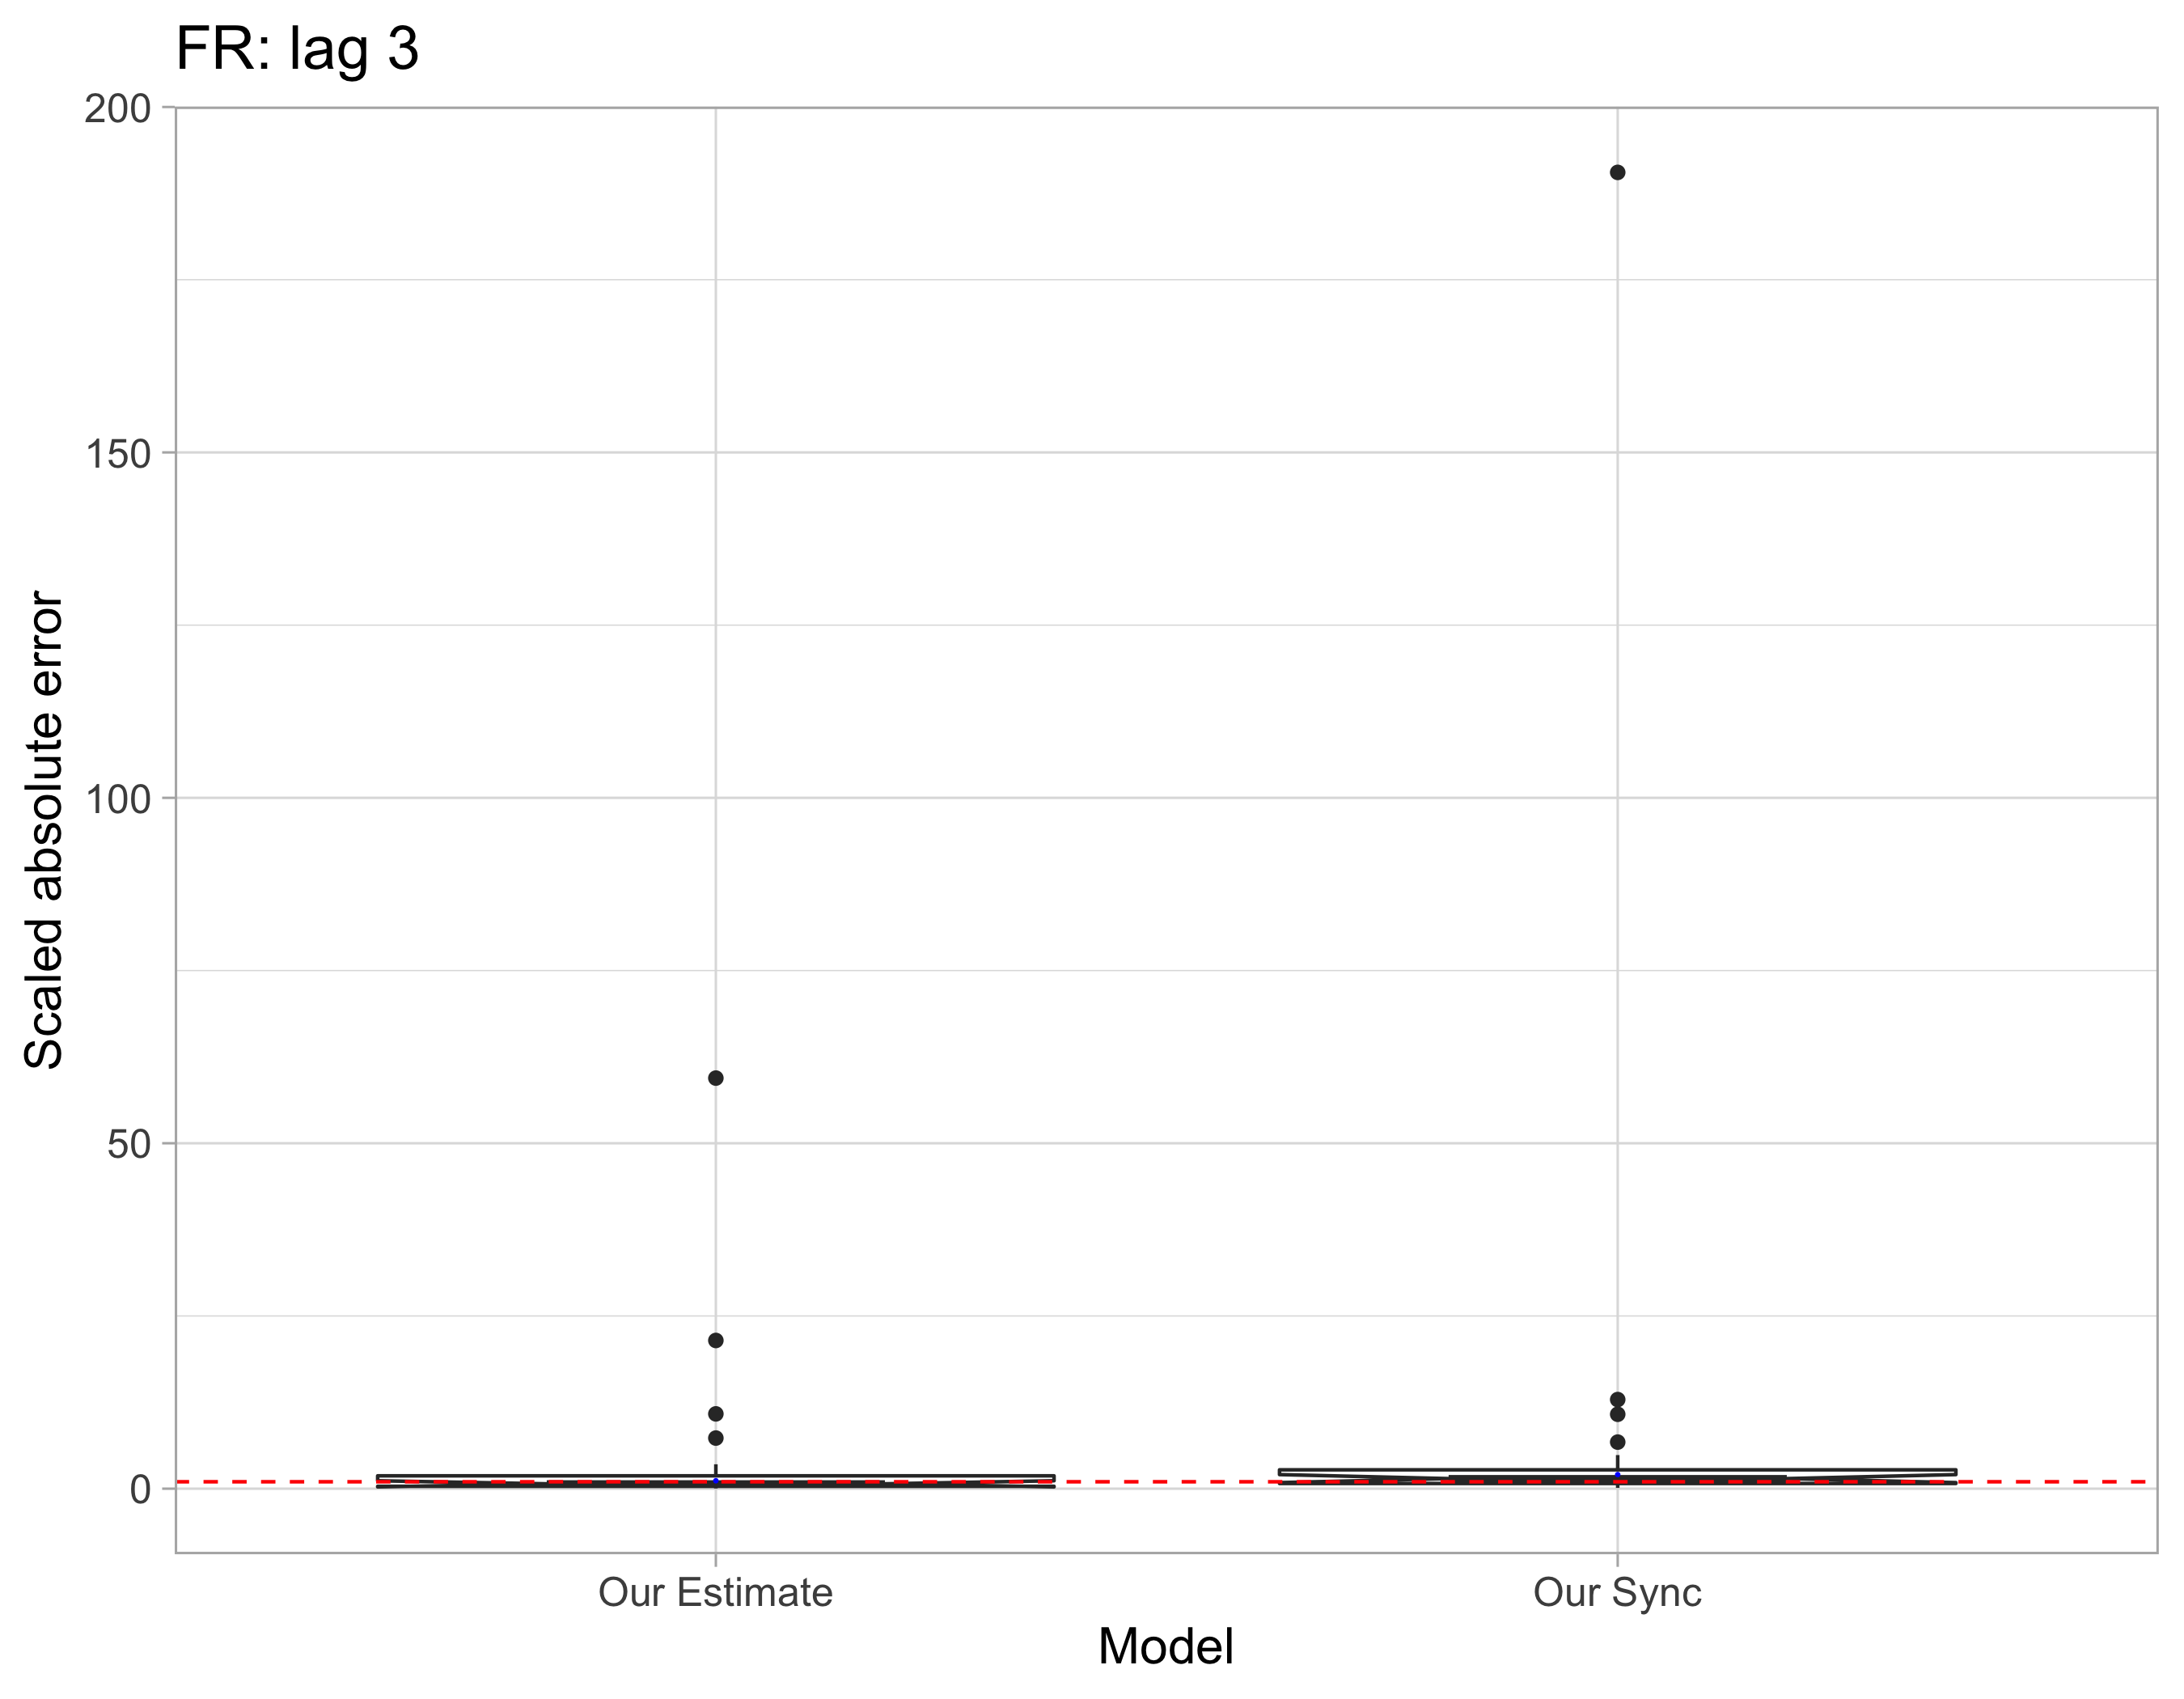 FR: lag 3
200
150
100
50
0
Scaled absolute error
Our Estimate
Our Sync
Model